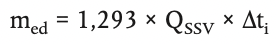 m_ed = 1,293 × Q_SSV × Δt_i